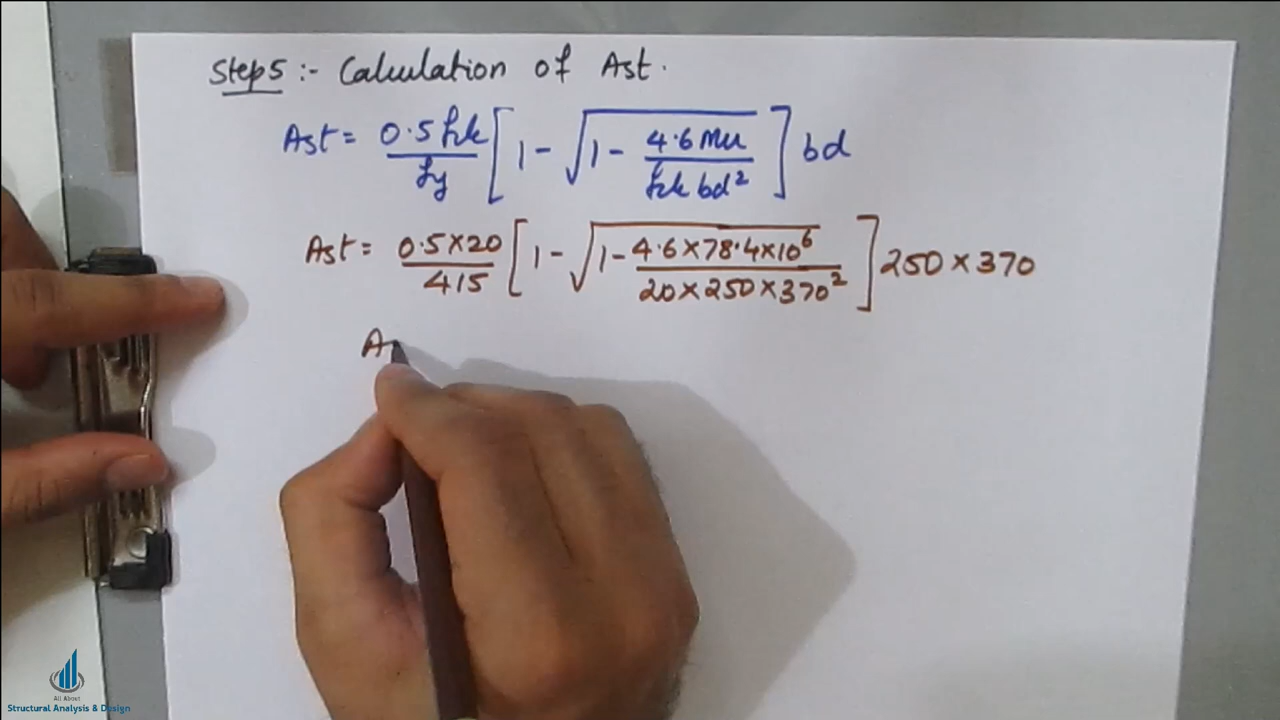 Step5 :- Calculation of Ast.
Ast = 0.5 fck / fy [1 - √(1 - 4.6 Mu / fck bd²)] bd
Ast = 0.5×20 / 415 [1 - √(1 - 4.6×78.4×10⁶ / 20×250×370²)] 250×370
A
All About
Structural Analysis & Design